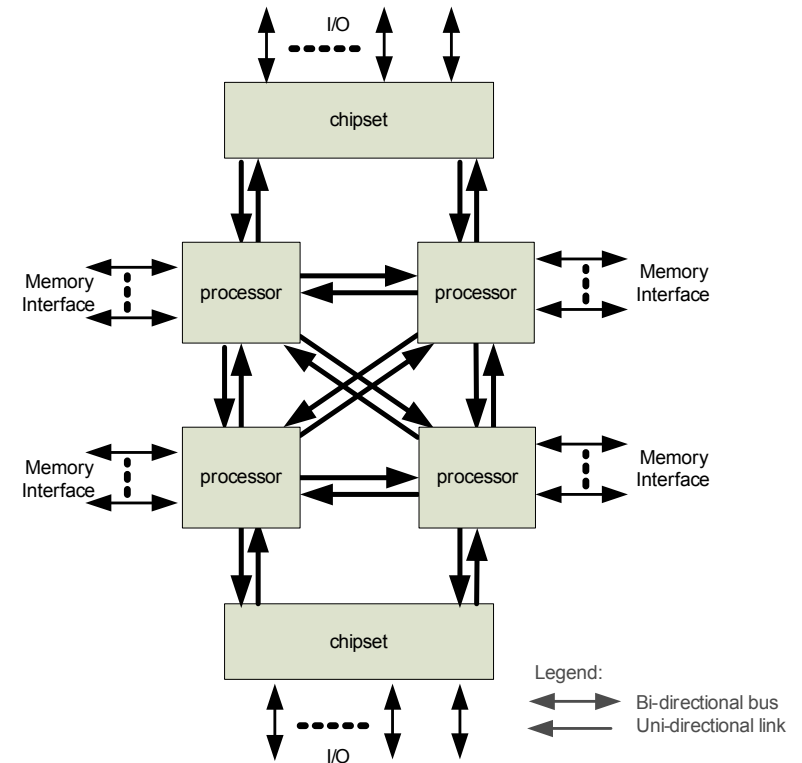 I/O
chipset
processor
processor
Memory
Interface
Memory
Interface
processor
processor
Memory
Interface
Memory
Interface
chipset
I/O
Legend:
Bi-directional bus
Uni-directional link